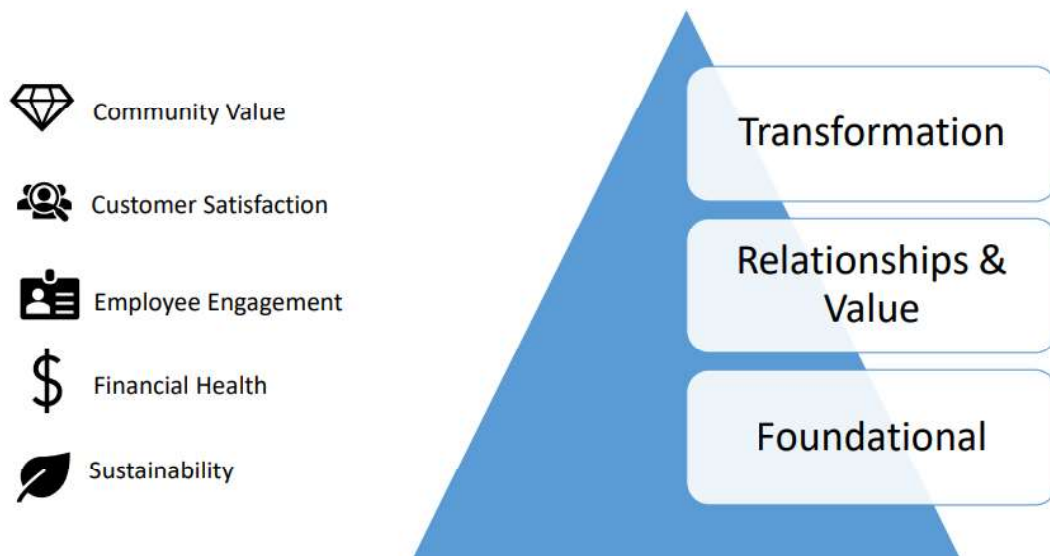 Community Value
Customer Satisfaction
Employee Engagement
Financial Health
Sustainability
Transformation
Relationships &
Value
Foundational